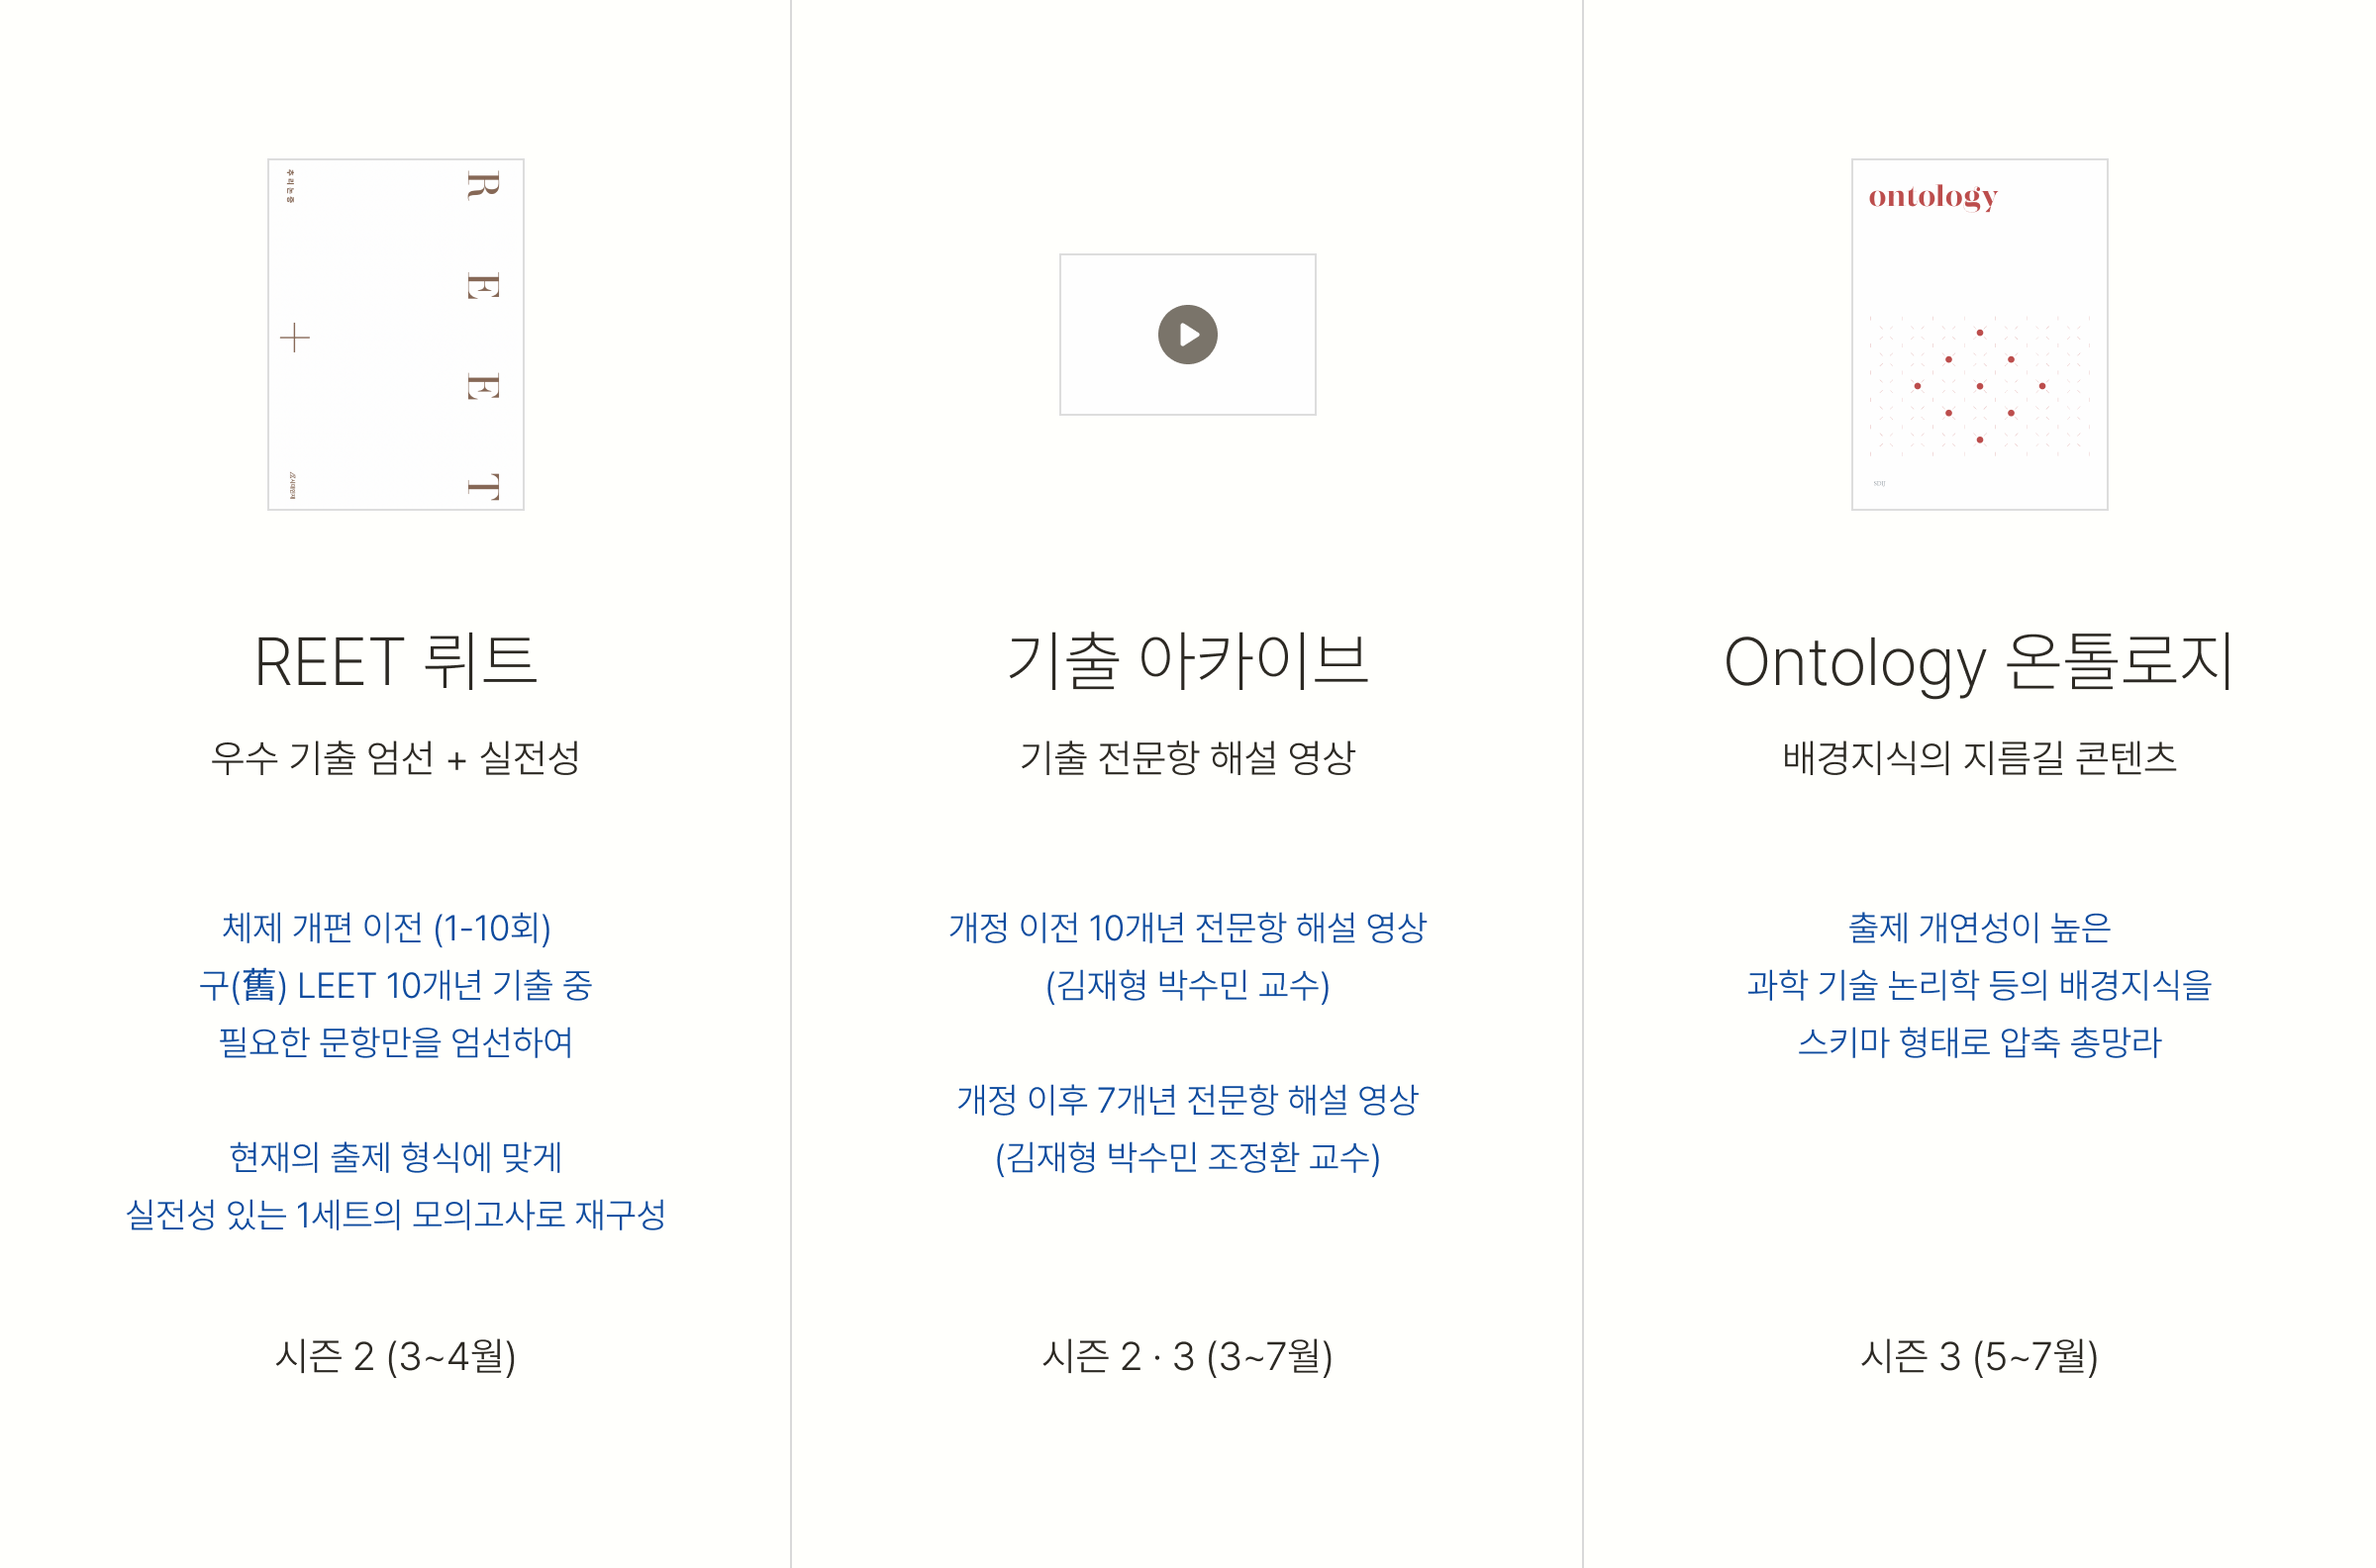 추리논증
R E E T
시대인재
REET 뤼트
우수 기출 엄선 + 실전성
체제 개편 이전 (1-10회)
구(舊) LEET 10개년 기출 중
필요한 문항만을 엄선하여
현재의 출제 형식에 맞게
실전성 있는 1세트의 모의고사로 재구성
시즌 2 (3~4월)
기출 아카이브
기출 전문항 해설 영상
개정 이전 10개년 전문항 해설 영상
(김재형 박수민 교수)
개정 이후 7개년 전문항 해설 영상
(김재형 박수민 조정환 교수)
시즌 2 · 3 (3~7월)
ontology
Ontology 온톨로지
배경지식의 지름길 콘텐츠
출제 개연성이 높은
과학 기술 논리학 등의 배경지식을
스키마 형태로 압축 총망라
시즌 3 (5~7월)